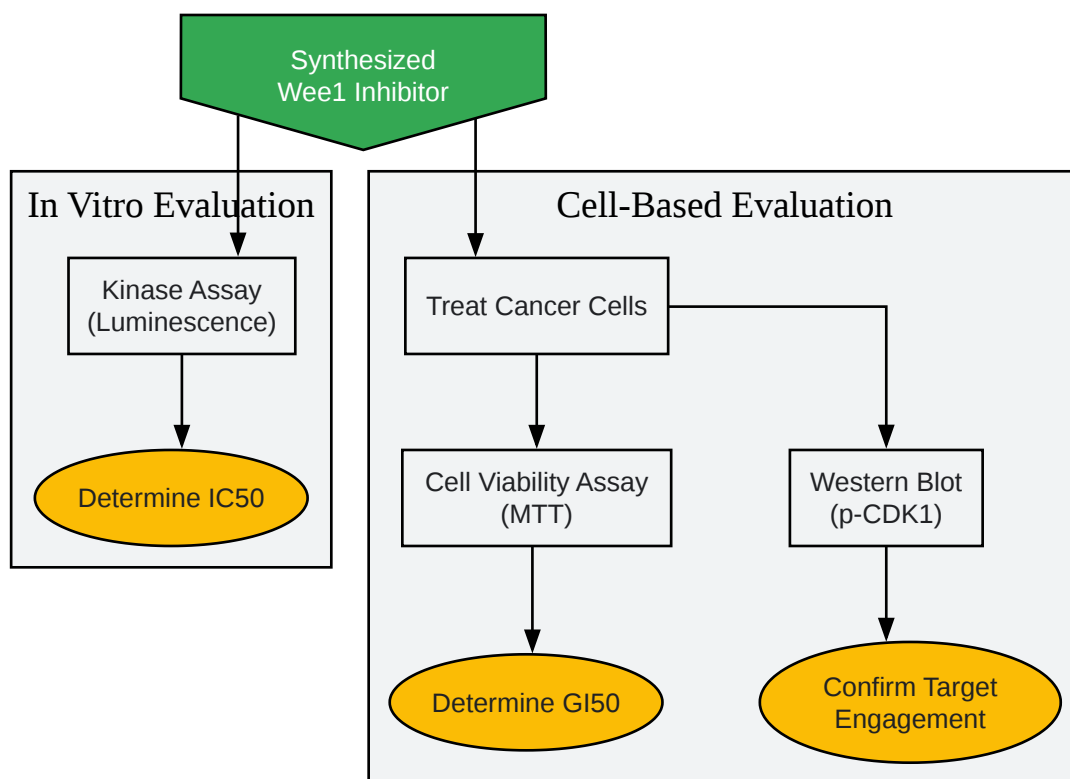 Synthesized
Wee1 Inhibitor
In Vitro Evaluation
Kinase Assay
(Luminescence)
Determine IC50
Cell-Based Evaluation
Treat Cancer Cells
Cell Viability Assay
(MTT)
Western Blot
(p-CDK1)
Determine GI50
Confirm Target
Engagement